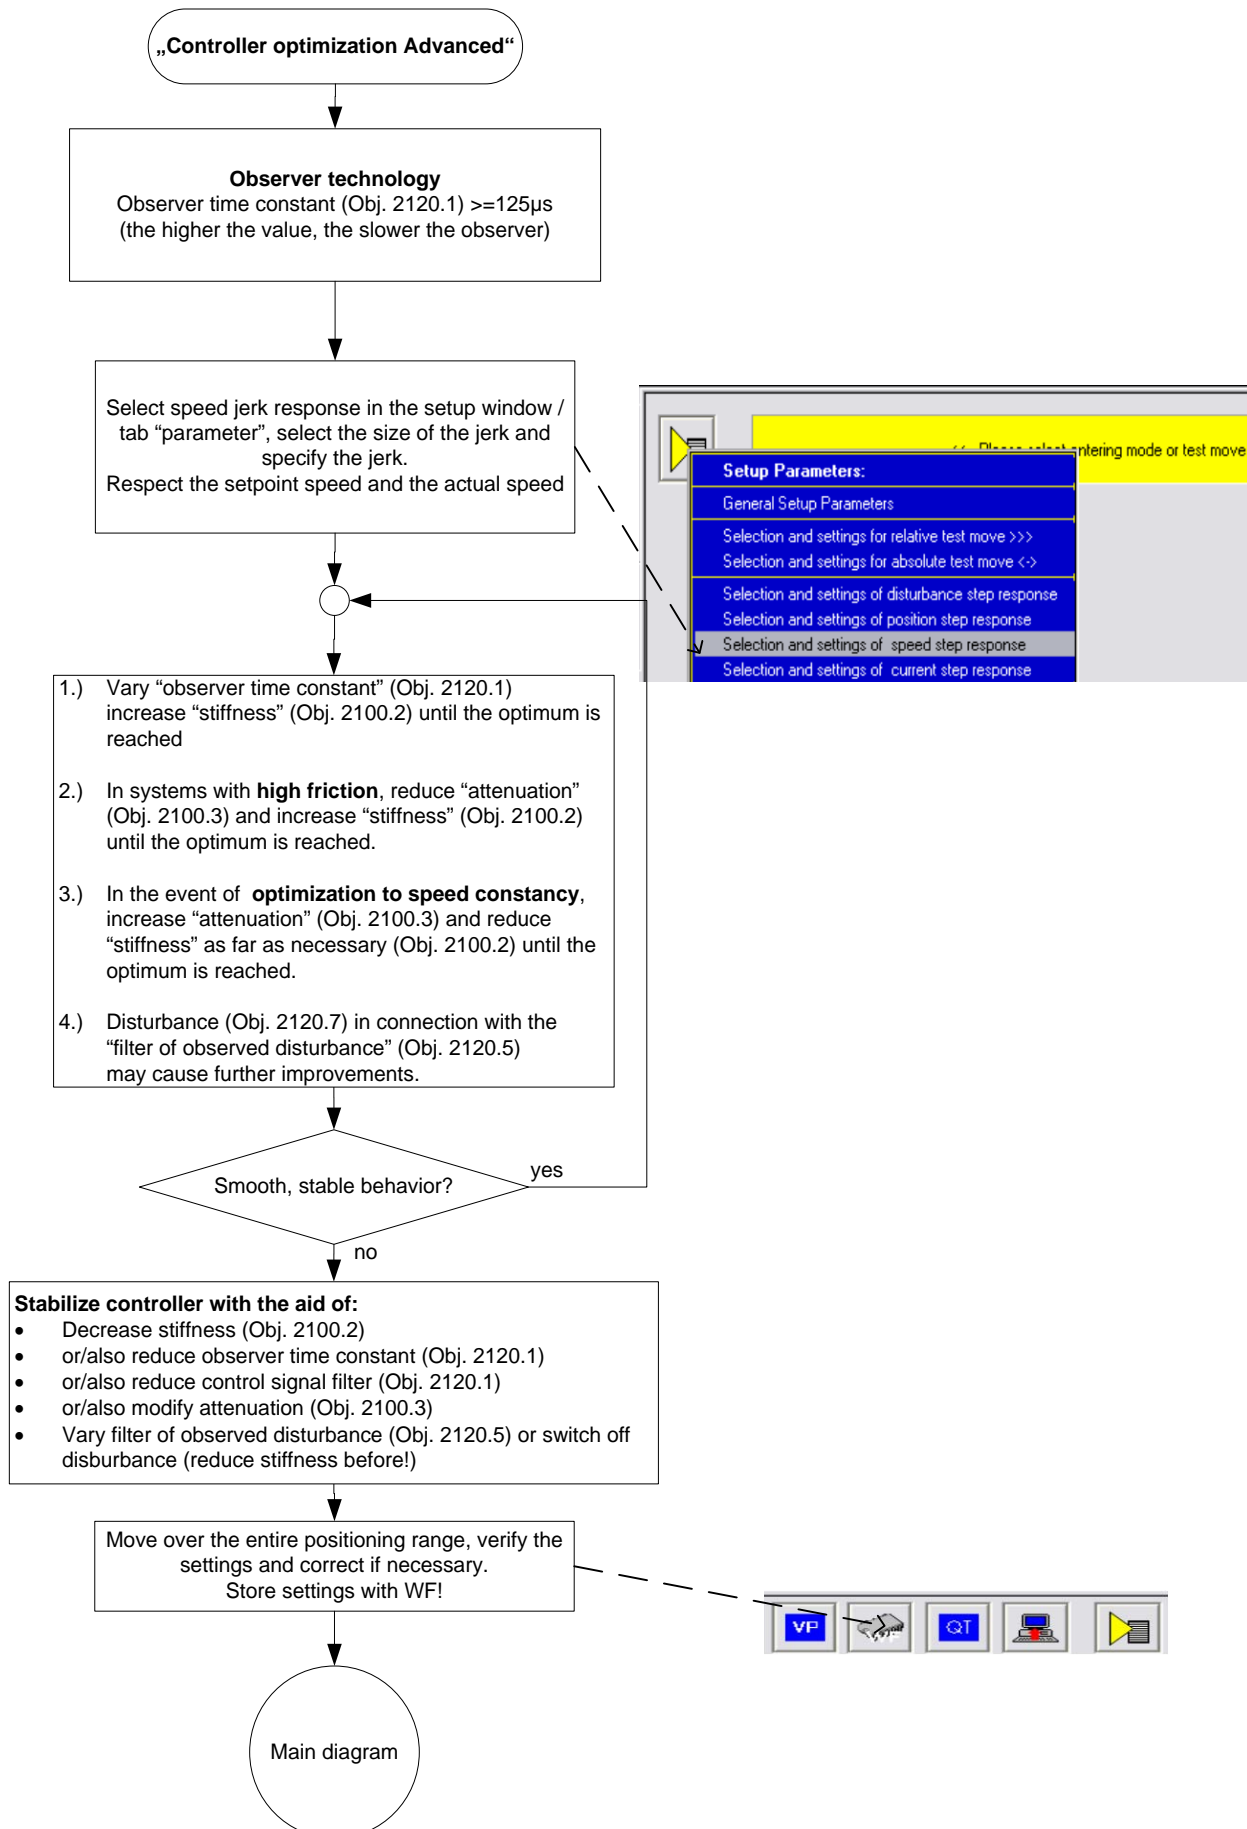 „Controller optimization Advanced“
Observer technology
Observer time constant (Obj. 2120.1) >=125µs
(the higher the value, the slower the observer)
Select speed jerk response in the setup window /
tab “parameter”, select the size of the jerk and
specify the jerk.
Respect the setpoint speed and the actual speed
<< Please select entering mode or test move
Setup Parameters:
General Setup Parameters
Selection and settings for relative test move >>>
Selection and settings for absolute test move <->
Selection and settings of disturbance step response
Selection and settings of position step response
Selection and settings of speed step response
Selection and settings of current step response
1.) Vary “observer time constant” (Obj. 2120.1)
increase “stiffness” (Obj. 2100.2) until the optimum is
reached
2.) In systems with high friction, reduce “attenuation”
(Obj. 2100.3) and increase “stiffness” (Obj. 2100.2)
until the optimum is reached.
3.) In the event of optimization to speed constancy,
increase “attenuation” (Obj. 2100.3) and reduce
“stiffness” as far as necessary (Obj. 2100.2) until the
optimum is reached.
4.) Disturbance (Obj. 2120.7) in connection with the
“filter of observed disturbance” (Obj. 2120.5)
may cause further improvements.
Smooth, stable behavior?
yes
no
Stabilize controller with the aid of:
• Decrease stiffness (Obj. 2100.2)
• or/also reduce observer time constant (Obj. 2120.1)
• or/also reduce control signal filter (Obj. 2120.1)
• or/also modify attenuation (Obj. 2100.3)
• Vary filter of observed disturbance (Obj. 2120.5) or switch off
disburbance (reduce stiffness before!)
Move over the entire positioning range, verify the
settings and correct if necessary.
Store settings with WF!
VP
QT
Main diagram